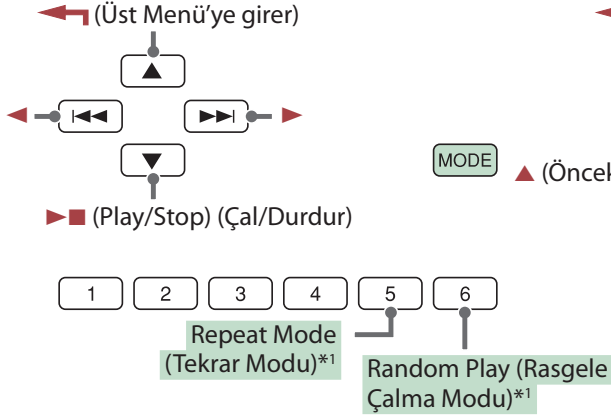 (Üst Menü'ye girer)
MODE
(Play/Stop) (Çal/Durdur)
1 2 3 4 5 6
Repeat Mode
(Tekrar Modu)*1
Random Play (Rasgele
Çalma Modu)*1